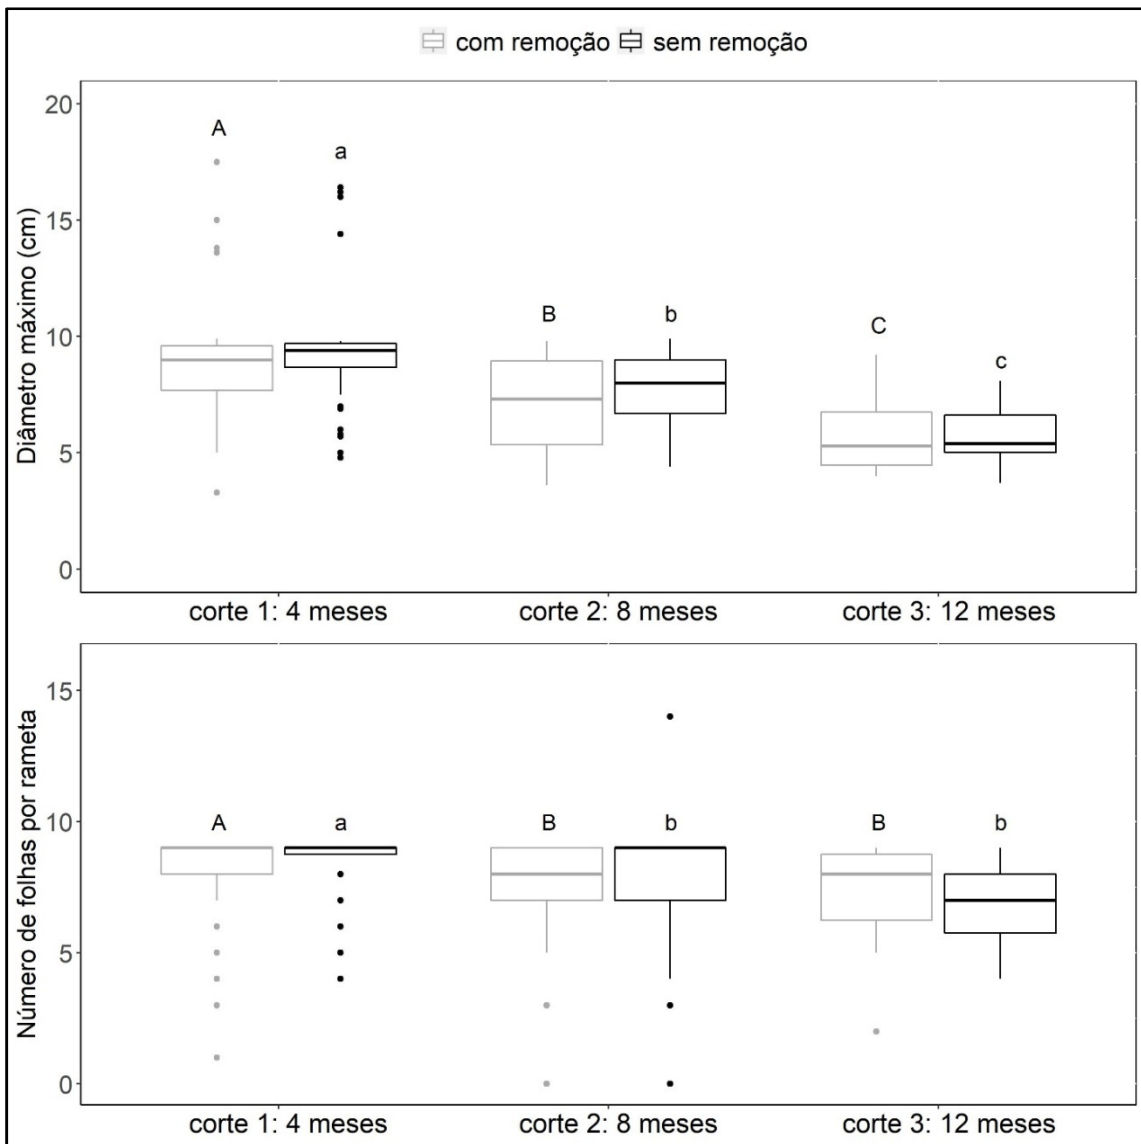 com remoção sem remoção
Diâmetro máximo (cm)
20
15
10
5
0
A
a
B
b
C
c
corte 1: 4 meses
corte 2: 8 meses
corte 3: 12 meses
Número de folhas por rameta
15
10
5
0
A
a
B
b
B
b
corte 1: 4 meses
corte 2: 8 meses
corte 3: 12 meses